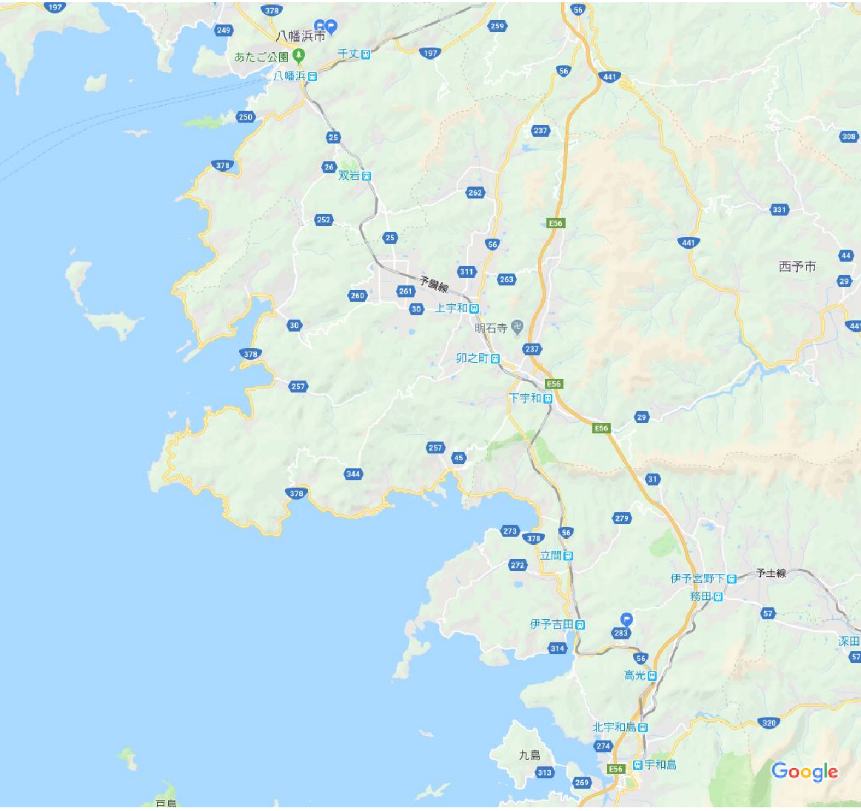 197
378
56
249
八幡浜市
259
あたご公園
千丈
197
八幡浜
56
441
250
237
25
308
378
26
双岩
262
252
331
E56
25
56
441
44
311
西予市
263
予讃線
29
260
261
30
上宇和
30
明石寺
441
378
237
卯之町
257
E56
下宇和
29
E56
257
45
344
31
378
279
273
378
56
立間
272
伊予宮野下
予土線
務田
57
伊予吉田
283
深田
314
56
57
高光
320
北宇和島
274
九島
宇和島
E56
313
269
Google
戸島